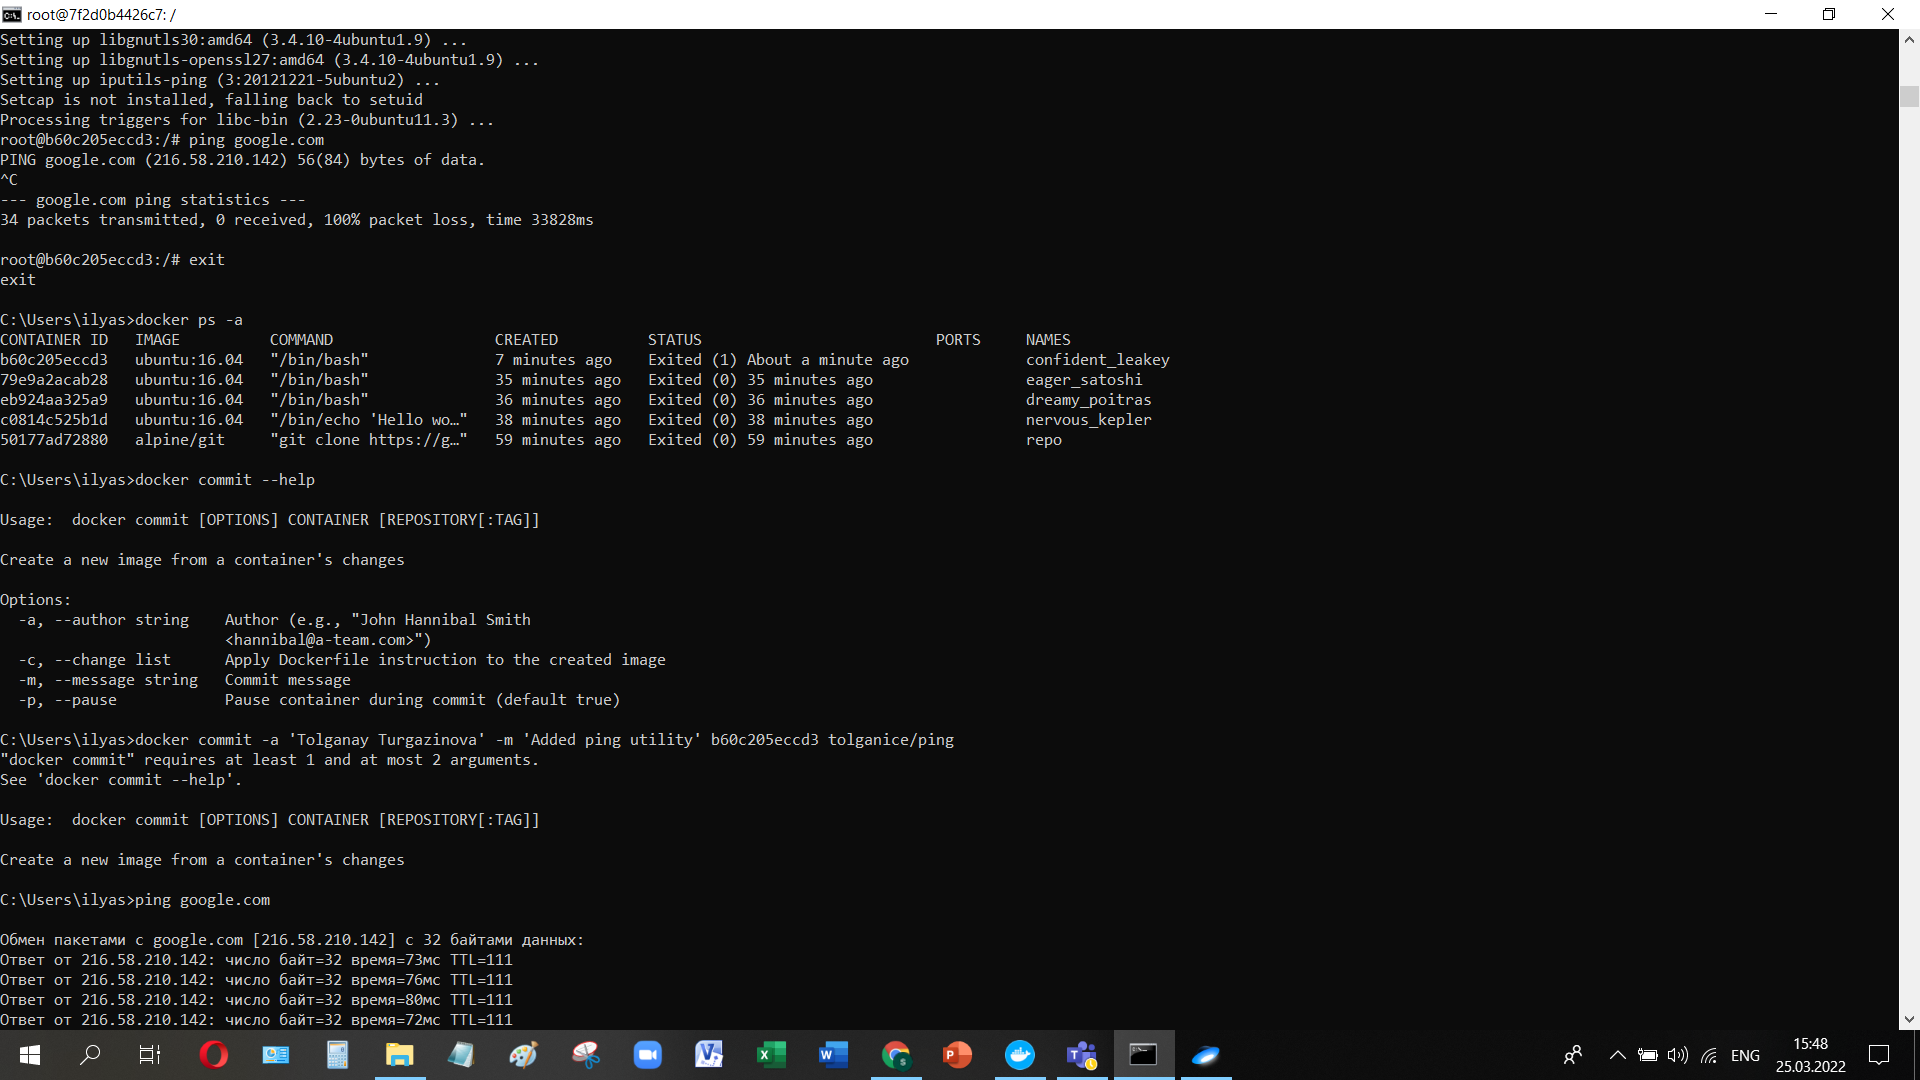 root@7f2d0b4426c7: /
Setting up libgnutls30:amd64 (3.4.10-4ubuntu1.9) ...
Setting up libgnutls-openssl27:amd64 (3.4.10-4ubuntu1.9) ...
Setting up iputils-ping (3:20121221-5ubuntu2) ...
Setcap is not installed, falling back to setuid
Processing triggers for libc-bin (2.23-0ubuntu11.3) ...
root@b60c205eccd3:/# ping google.com
PING google.com (216.58.210.142) 56(84) bytes of data.
^C
--- google.com ping statistics ---
34 packets transmitted, 0 received, 100% packet loss, time 33828ms
root@b60c205eccd3:/# exit
exit
C:\Users\ilyas>docker ps -a
CONTAINER ID   IMAGE          COMMAND                  CREATED          STATUS                          PORTS     NAMES
b60c205eccd3   ubuntu:16.04   "/bin/bash"              7 minutes ago    Exited (1) About a minute ago             confident_leakey
79e9a2acab28   ubuntu:16.04   "/bin/bash"              35 minutes ago   Exited (0) 35 minutes ago                 eager_satoshi
eb924aa325a9   ubuntu:16.04   "/bin/bash"              36 minutes ago   Exited (0) 36 minutes ago                 dreamy_poitras
c0814c525b1d   ubuntu:16.04   "/bin/echo 'Hello wo…"   38 minutes ago   Exited (0) 38 minutes ago                 nervous_kepler
50177ad72880   alpine/git     "git clone https://g…"   59 minutes ago   Exited (0) 59 minutes ago                 repo
C:\Users\ilyas>docker commit --help
Usage:  docker commit [OPTIONS] CONTAINER [REPOSITORY[:TAG]]
Create a new image from a container's changes
Options:
  -a, --author string    Author (e.g., "John Hannibal Smith
                         <hannibal@a-team.com>")
  -c, --change list      Apply Dockerfile instruction to the created image
  -m, --message string   Commit message
  -p, --pause            Pause container during commit (default true)
C:\Users\ilyas>docker commit -a 'Tolganay Turgazinova' -m 'Added ping utility' b60c205eccd3 tolganice/ping
"docker commit" requires at least 1 and at most 2 arguments.
See 'docker commit --help'.
Usage:  docker commit [OPTIONS] CONTAINER [REPOSITORY[:TAG]]
Create a new image from a container's changes
C:\Users\ilyas>ping google.com
Обмен пакетами с google.com [216.58.210.142] с 32 байтами данных:
Ответ от 216.58.210.142: число байт=32 время=73мс TTL=111
Ответ от 216.58.210.142: число байт=32 время=76мс TTL=111
Ответ от 216.58.210.142: число байт=32 время=80мс TTL=111
Ответ от 216.58.210.142: число байт=32 время=72мс TTL=111
ENG
15:48
25.03.2022